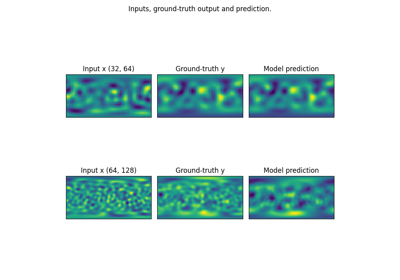 Inputs, ground-truth output and prediction.
Input x (32, 64)
Ground-truth y
Model prediction
Input x (64, 128)
Ground-truth y
Model prediction